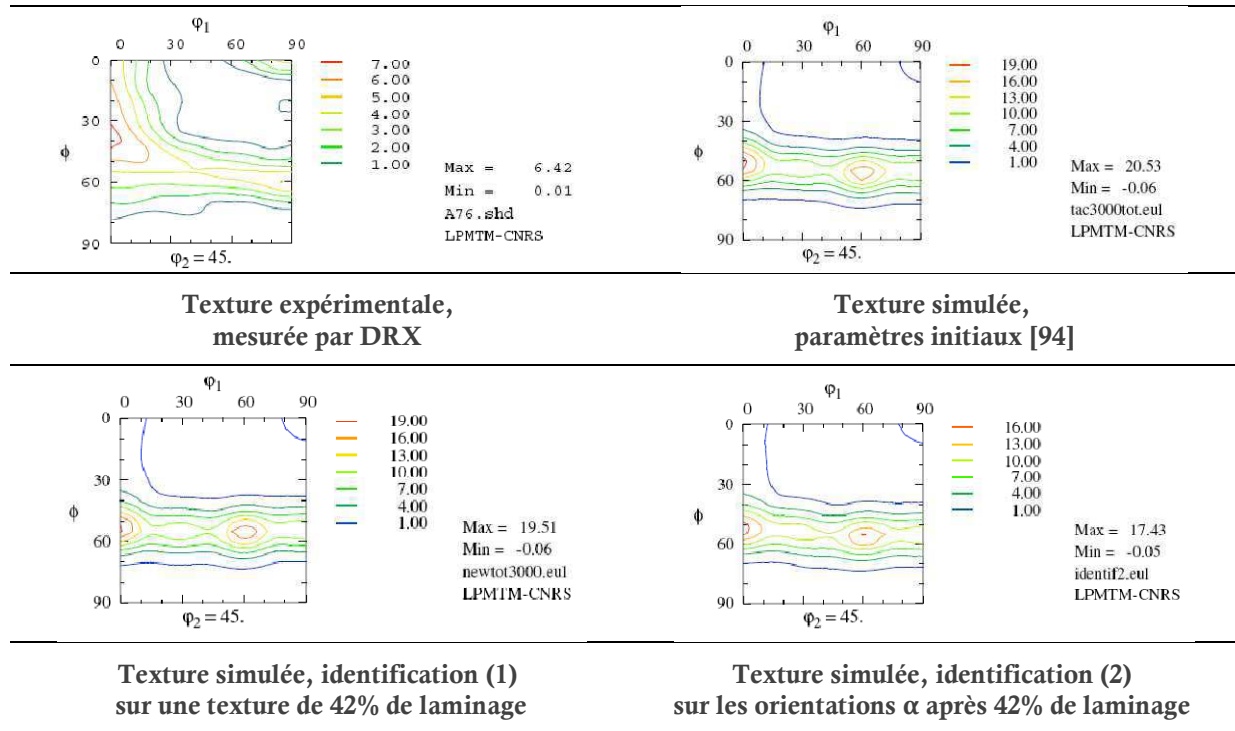 φ1
0 30 60 90
0
30
ϕ
60
90
φ2 = 45.
7.00
6.00
5.00
4.00
3.00
2.00
1.00
Max = 6.42
Min = 0.01
A76.shd
LPMTM-CNRS
φ1
0 30 60 90
0
30
ϕ
60
90
φ2 = 45.
19.00
16.00
13.00
10.00
7.00
4.00
1.00
Max = 20.53
Min = -0.06
tac3000tot.eul
LPMTM-CNRS
Texture expérimentale,
mesurée par DRX
Texture simulée,
paramètres initiaux [94]
φ1
0 30 60 90
0
30
ϕ
60
90
φ2 = 45.
19.00
16.00
13.00
10.00
7.00
4.00
1.00
Max = 19.51
Min = -0.06
newtot3000.eul
LPMTM-CNRS
φ1
0 30 60 90
0
30
ϕ
60
90
φ2 = 45.
16.00
13.00
10.00
7.00
4.00
1.00
Max = 17.43
Min = -0.05
identif2.eul
LPMTM-CNRS
Texture simulée, identification (1)
sur une texture de 42% de laminage
Texture simulée, identification (2)
sur les orientations α après 42% de laminage